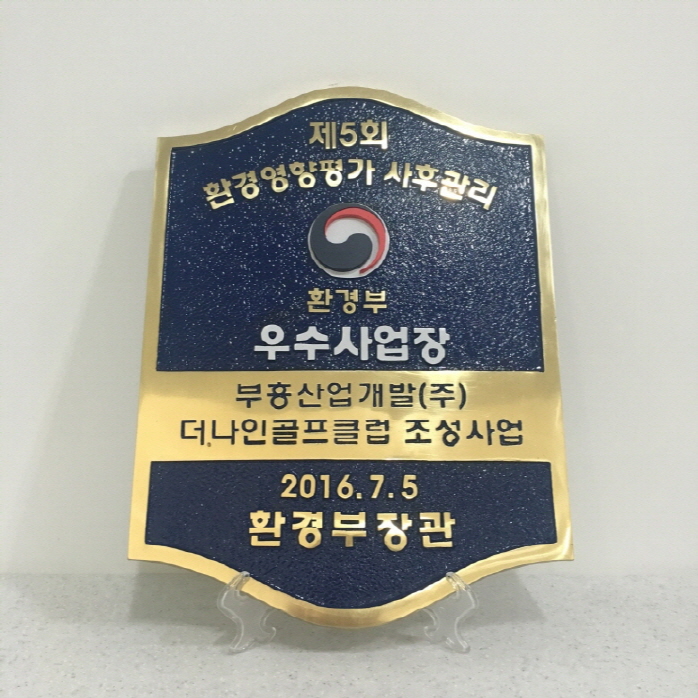 제5회
환경영향평가 사후관리
환경부
우수사업장
부흥산업개발(주)
더.나인골프클럽 조성사업
2016.7.5
환경부장관